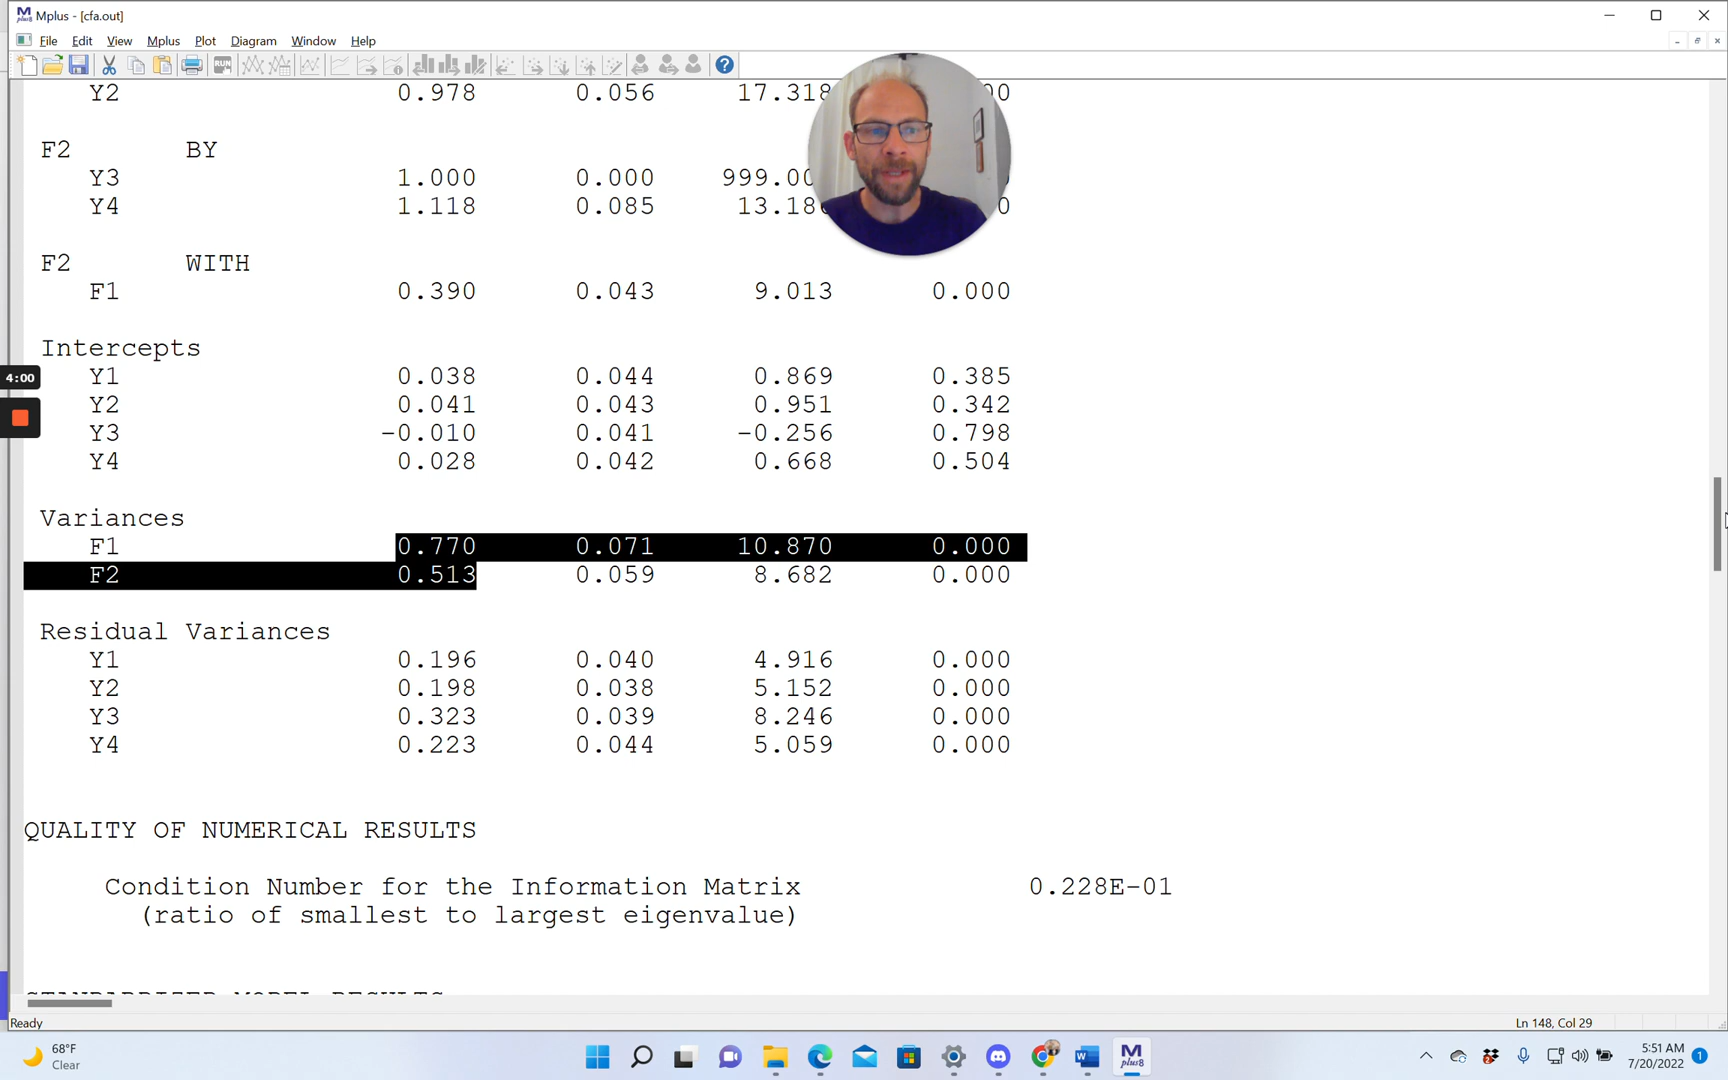 Mplus - [cfa.out]
File Edit View Mplus Plot Diagram Window Help
Y2 0.978 0.056 17.318
F2 BY
Y3 1.000 0.000
Y4 1.118 0.085
F2 WITH
F1 0.390 0.043 9.013 0.000
Intercepts
4:00
Y1 0.038 0.044 0.869 0.385
Y2 0.041 0.043 0.951 0.342
Y3 -0.010 0.041 -0.256 0.798
Y4 0.028 0.042 0.668 0.504
Variances
F1 0.770 0.071 10.870 0.000
F2 0.513 0.059 8.682 0.000
Residual Variances
Y1 0.196 0.040 4.916 0.000
Y2 0.198 0.038 5.152 0.000
Y3 0.323 0.039 8.246 0.000
Y4 0.223 0.044 5.059 0.000
QUALITY OF NUMERICAL RESULTS
Condition Number for the Information Matrix 0.228E-01
(ratio of smallest to largest eigenvalue)
STANDARDIZED MODEL RESULTS
Ready Ln 148, Col 29
68°F
Clear
5:51 AM
7/20/2022